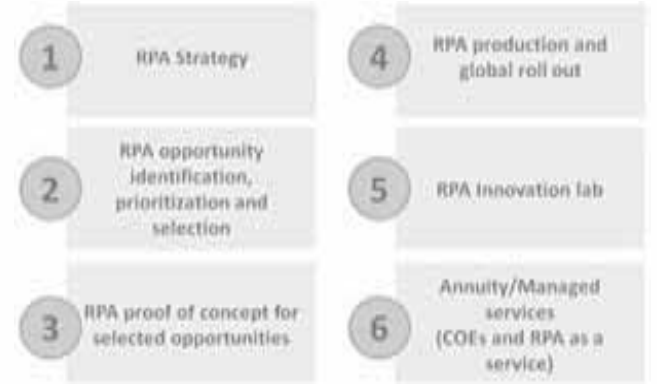 1
RPA Strategy
2
RPA opportunity
identification,
prioritization and
selection
3
RPA proof of concept for
selected opportunities
4
RPA production and
global roll out
5
RPA Innovation lab
6
Annuity/Managed
services
(COEs and RPA as a
service)